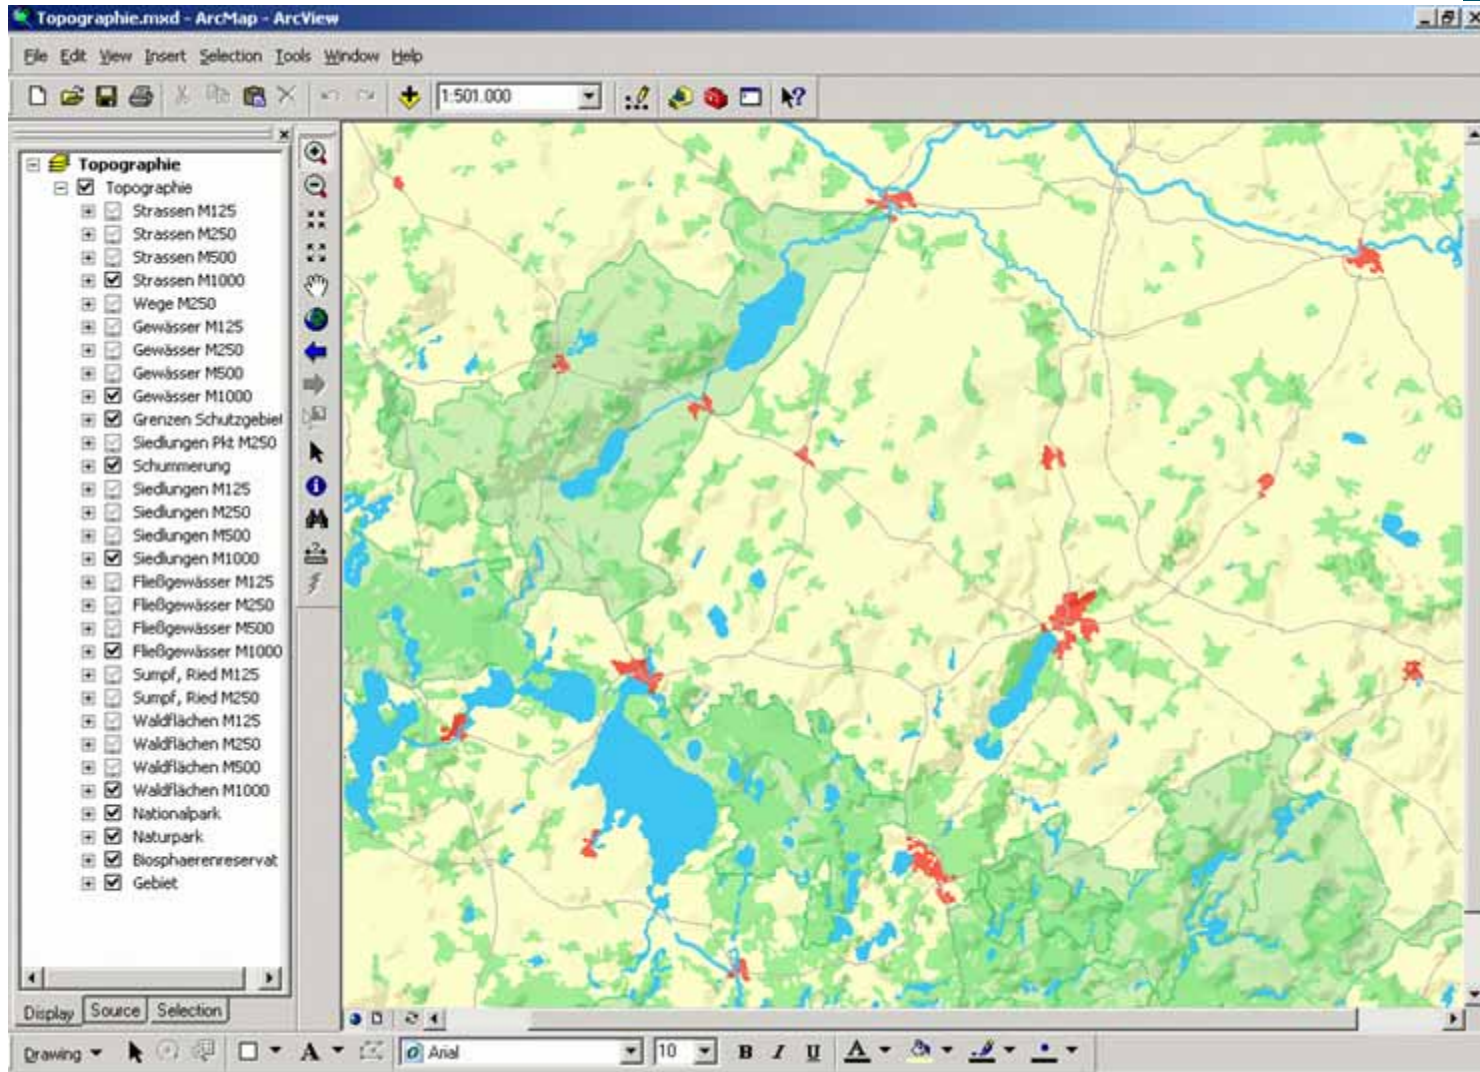 Topographie.mxd - ArcMap - ArcView
File Edit View Insert Selection Tools Window Help
1:501.000
Topographie
Topographie
Strassen M125
Strassen M250
Strassen M500
Strassen M1000
Wege M250
Gewässer M125
Gewässer M250
Gewässer M500
Gewässer M1000
Grenzen Schutzgebiet
Siedlungen Pkt M250
Schummerung
Siedlungen M125
Siedlungen M250
Siedlungen M500
Siedlungen M1000
Fließgewässer M125
Fließgewässer M250
Fließgewässer M500
Fließgewässer M1000
Sumpf, Ried M125
Sumpf, Ried M250
Waldflächen M125
Waldflächen M250
Waldflächen M500
Waldflächen M1000
Nationalpark
Naturpark
Biosphaerenreservat
Gebiet
Display Source Selection
Drawing A Arial 10 B I U A